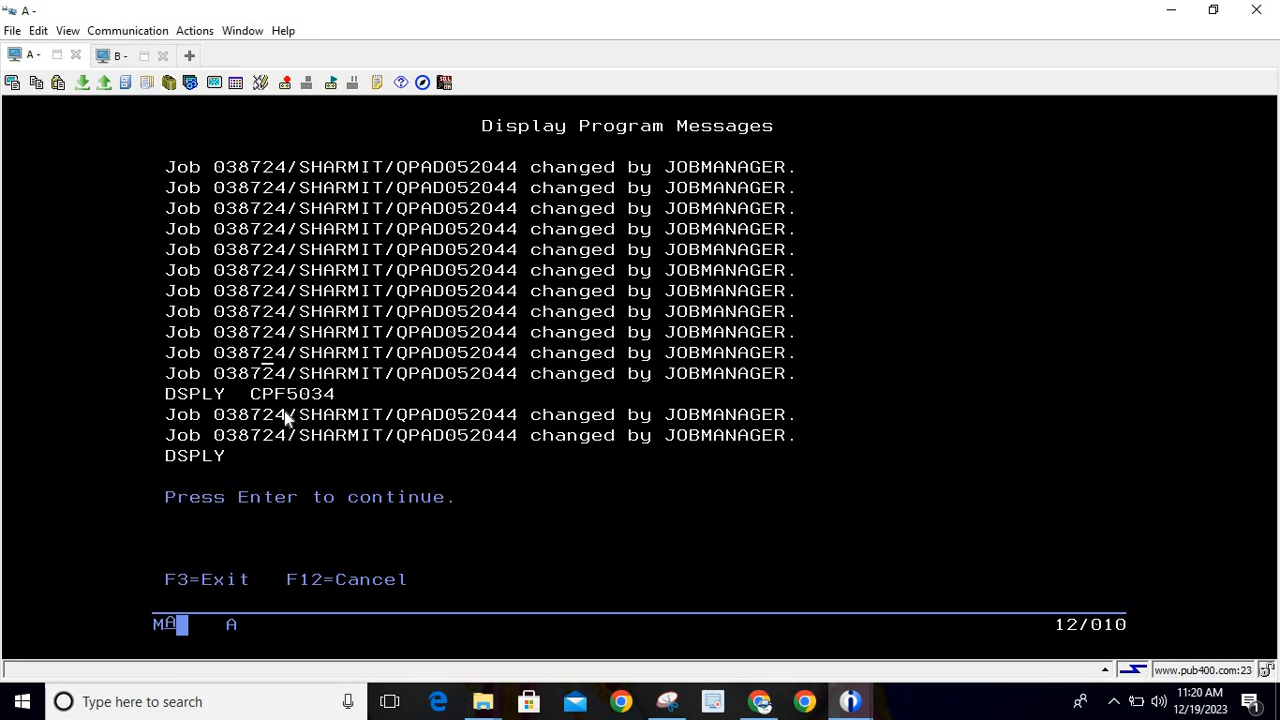 A -
File Edit View Communication Actions Window Help
A - B -
Display Program Messages
Job 038724/SHARMIT/QPAD052044 changed by JOBMANAGER.
Job 038724/SHARMIT/QPAD052044 changed by JOBMANAGER.
Job 038724/SHARMIT/QPAD052044 changed by JOBMANAGER.
Job 038724/SHARMIT/QPAD052044 changed by JOBMANAGER.
Job 038724/SHARMIT/QPAD052044 changed by JOBMANAGER.
Job 038724/SHARMIT/QPAD052044 changed by JOBMANAGER.
Job 038724/SHARMIT/QPAD052044 changed by JOBMANAGER.
Job 038724/SHARMIT/QPAD052044 changed by JOBMANAGER.
Job 038724/SHARMIT/QPAD052044 changed by JOBMANAGER.
Job 038724/SHARMIT/QPAD052044 changed by JOBMANAGER.
Job 038724/SHARMIT/QPAD052044 changed by JOBMANAGER.
DSPLY CPF5034
Job 038724/SHARMIT/QPAD052044 changed by JOBMANAGER.
Job 038724/SHARMIT/QPAD052044 changed by JOBMANAGER.
DSPLY
Press Enter to continue.
F3=Exit F12=Cancel
MA A 12/010
www.pub400.com:23
Type here to search
11:20 AM
12/19/2023